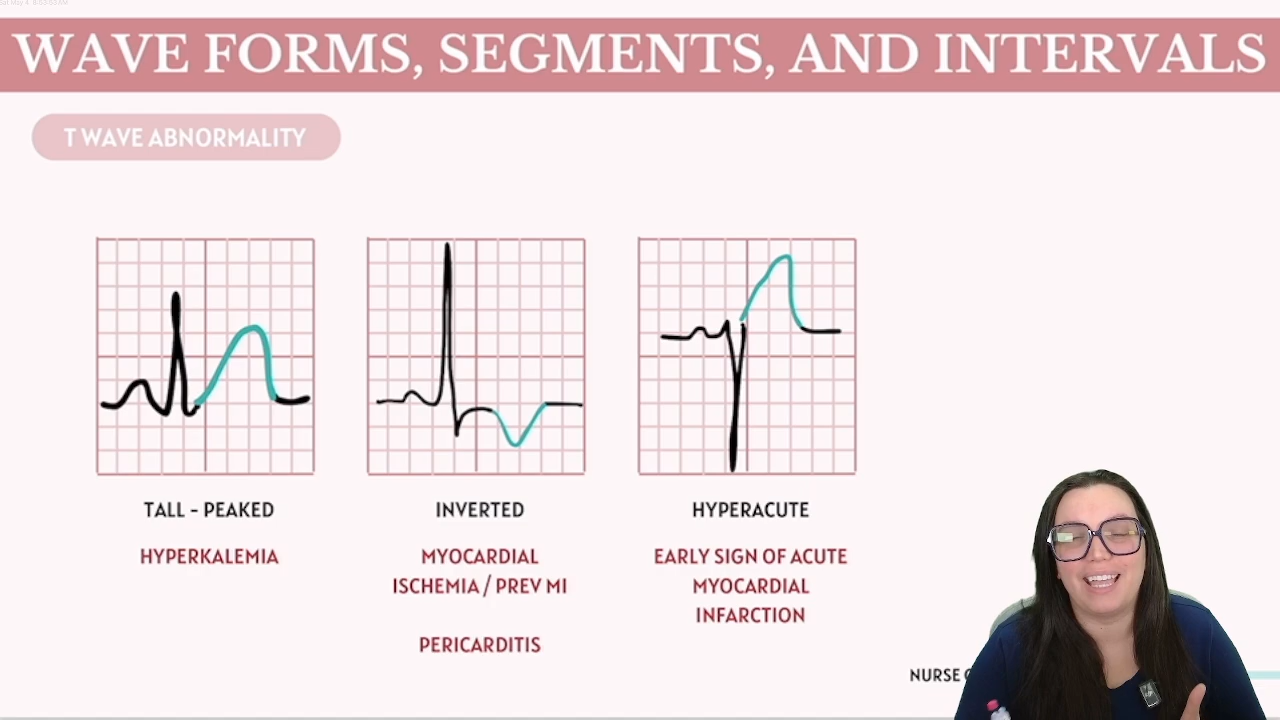 WAVE FORMS, SEGMENTS, AND INTERVALS
T WAVE ABNORMALITY
TALL - PEAKED
HYPERKALEMIA
INVERTED
MYOCARDIAL
ISCHEMIA / PREV MI
PERICARDITIS
HYPERACUTE
EARLY SIGN OF ACUTE
MYOCARDIAL
INFARCTION
NURSE